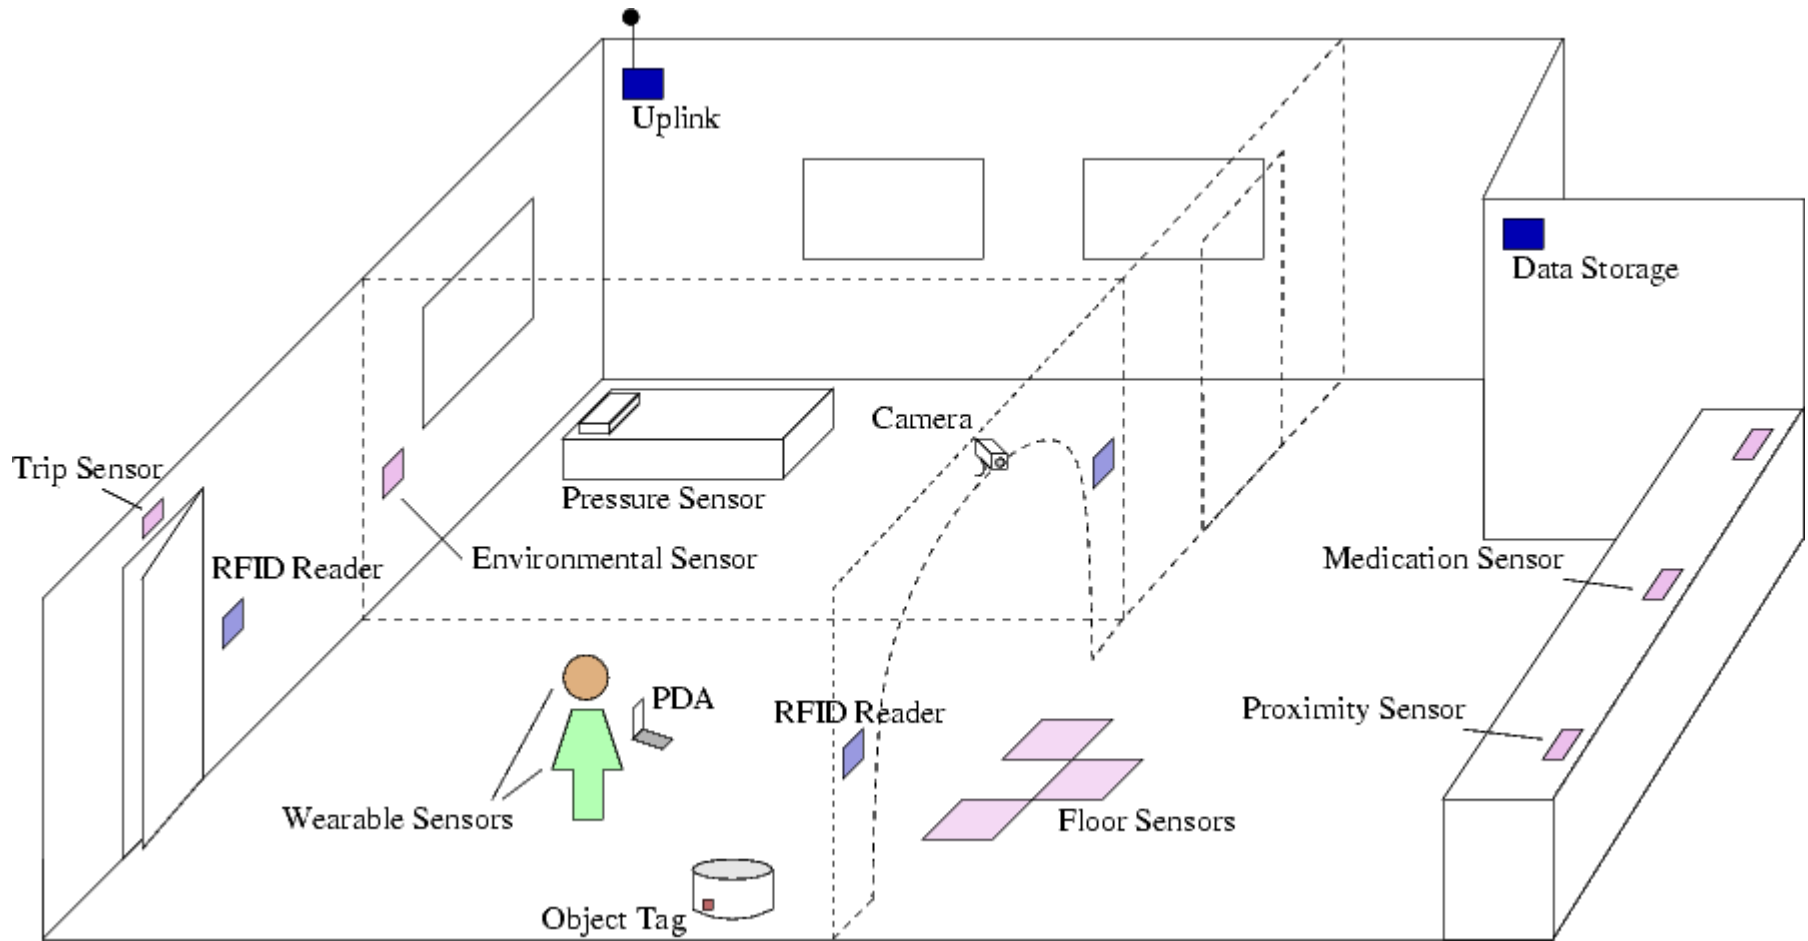 Uplink
Data Storage
Camera
Trip Sensor
Pressure Sensor
Environmental Sensor
RFID Reader
Medication Sensor
PDA
RFID Reader
Proximity Sensor
Wearable Sensors
Floor Sensors
Object Tag